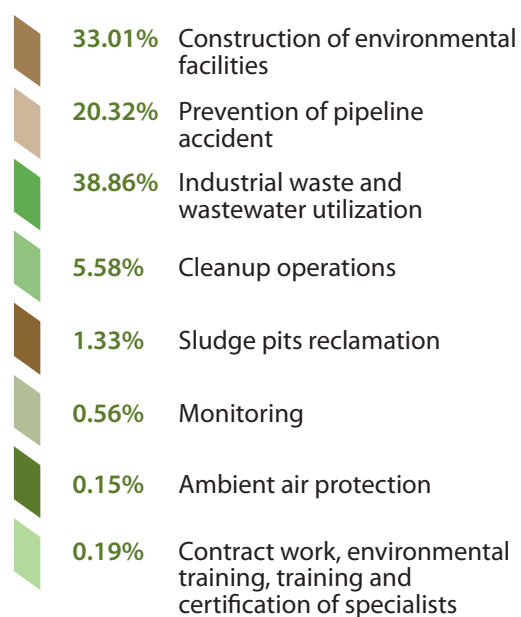 33.01% Construction of environmental
facilities
20.32% Prevention of pipeline
accident
38.86% Industrial waste and
wastewater utilization
5.58% Cleanup operations
1.33% Sludge pits reclamation
0.56% Monitoring
0.15% Ambient air protection
0.19% Contract work, environmental
training, training and
certification of specialists